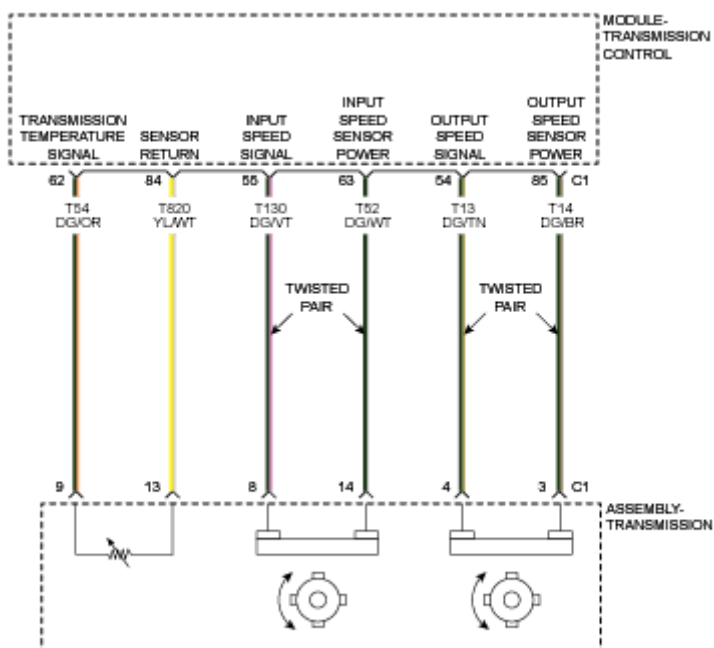 MODULE-
TRANSMISSION
CONTROL
TRANSMISSION
TEMPERATURE
SIGNAL
SENSOR
RETURN
INPUT
SPEED
SIGNAL
INPUT
SPEED
SENSOR
POWER
OUTPUT
SPEED
SIGNAL
OUTPUT
SPEED
SENSOR
POWER
62 84 55 63 54 85 C1
T54
DG/OR
T820
YL/WT
T130
DG/VT
T52
DG/WT
T13
DG/TN
T14
DG/BR
TWISTED
PAIR
TWISTED
PAIR
9 13 8 14 4 3 C1
ASSEMBLY-
TRANSMISSION